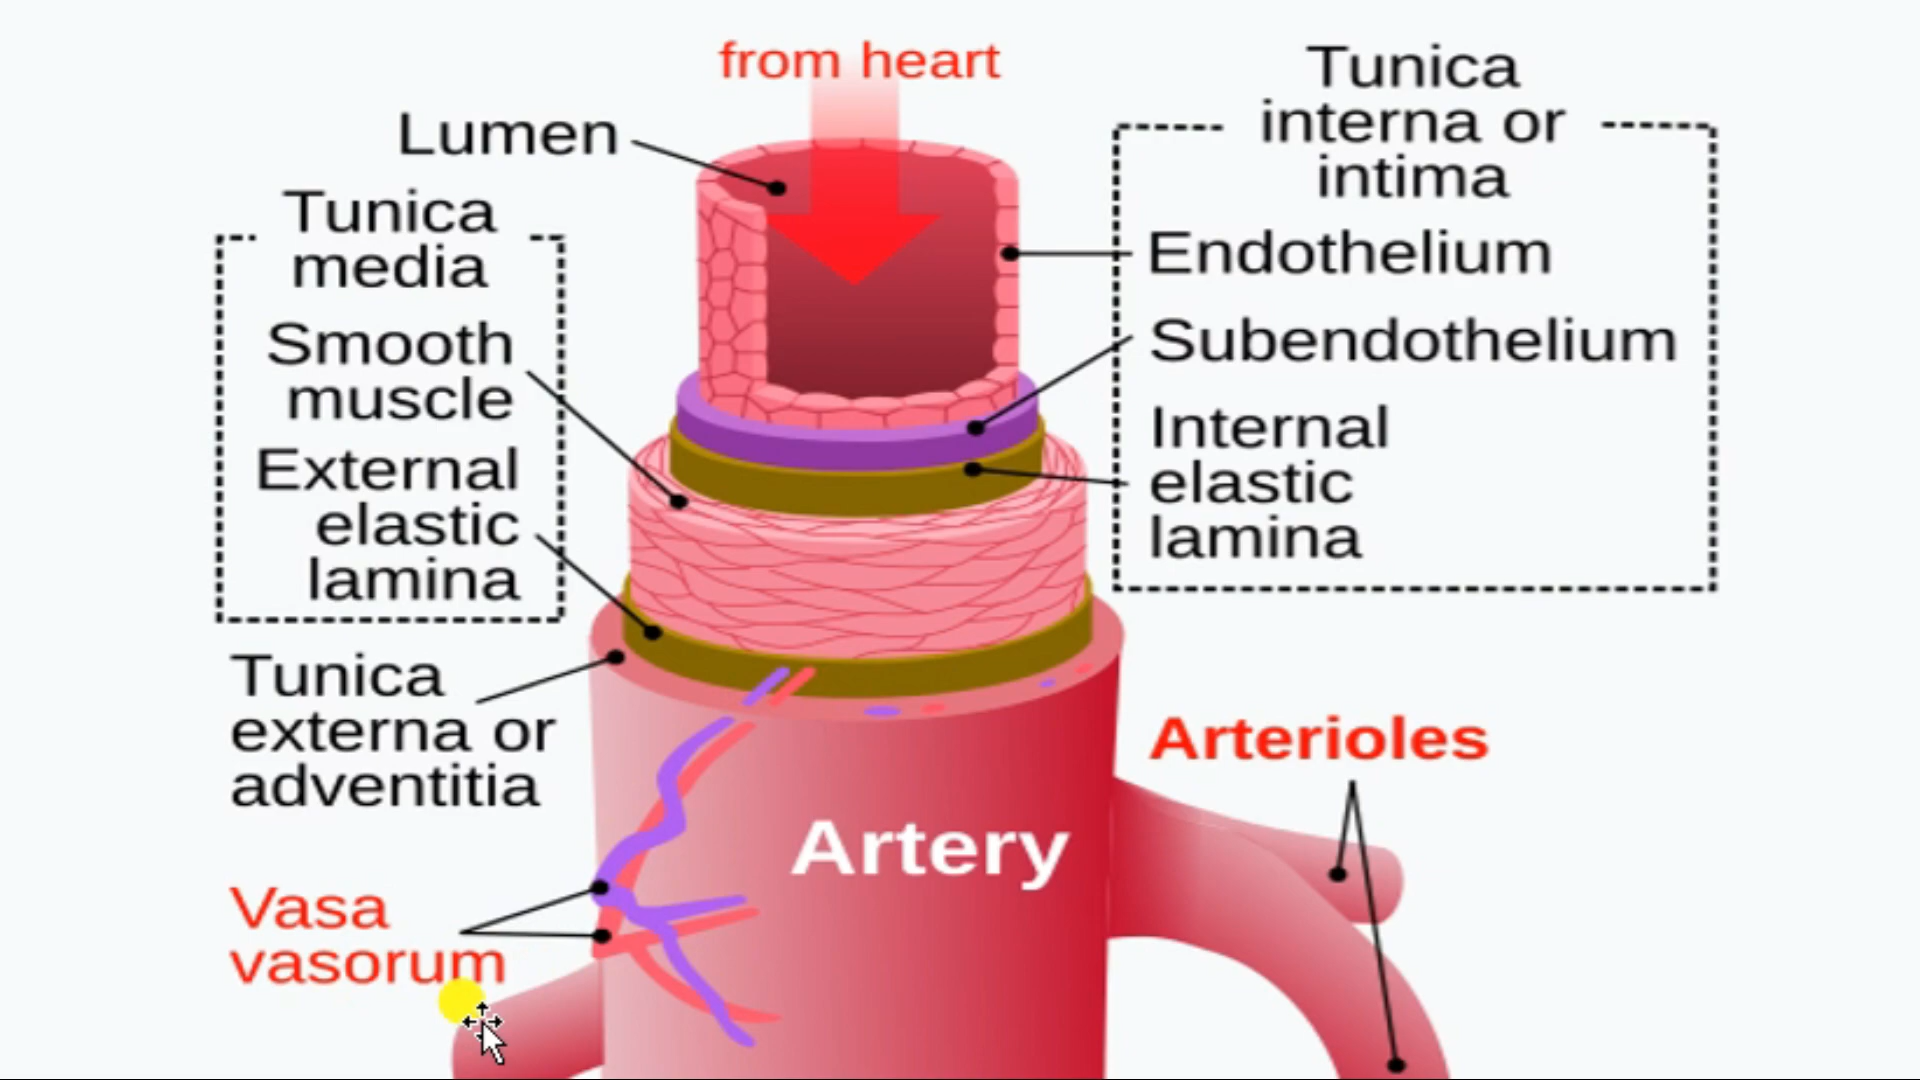 from heart
Lumen
Tunica
media
Smooth
muscle
External
elastic
lamina
Tunica
externa or
adventitia
Vasa
vasorum
Tunica
interna or
intima
Endothelium
Subendothelium
Internal
elastic
lamina
Arterioles
Artery